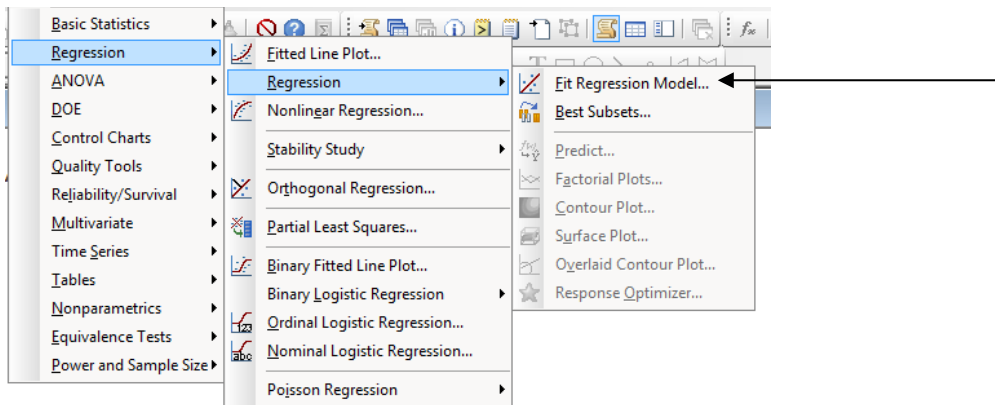 Basic Statistics
Regression
ANOVA
DOE
Control Charts
Quality Tools
Reliability/Survival
Multivariate
Time Series
Tables
Nonparametrics
Equivalence Tests
Power and Sample Size
Fitted Line Plot...
Regression
Nonlinear Regression...
Stability Study
Orthogonal Regression...
Partial Least Squares...
Binary Fitted Line Plot...
Binary Logistic Regression
Ordinal Logistic Regression...
Nominal Logistic Regression...
Poisson Regression
Fit Regression Model...
Best Subsets...
Predict...
Factorial Plots...
Contour Plot...
Surface Plot...
Overlaid Contour Plot...
Response Optimizer...